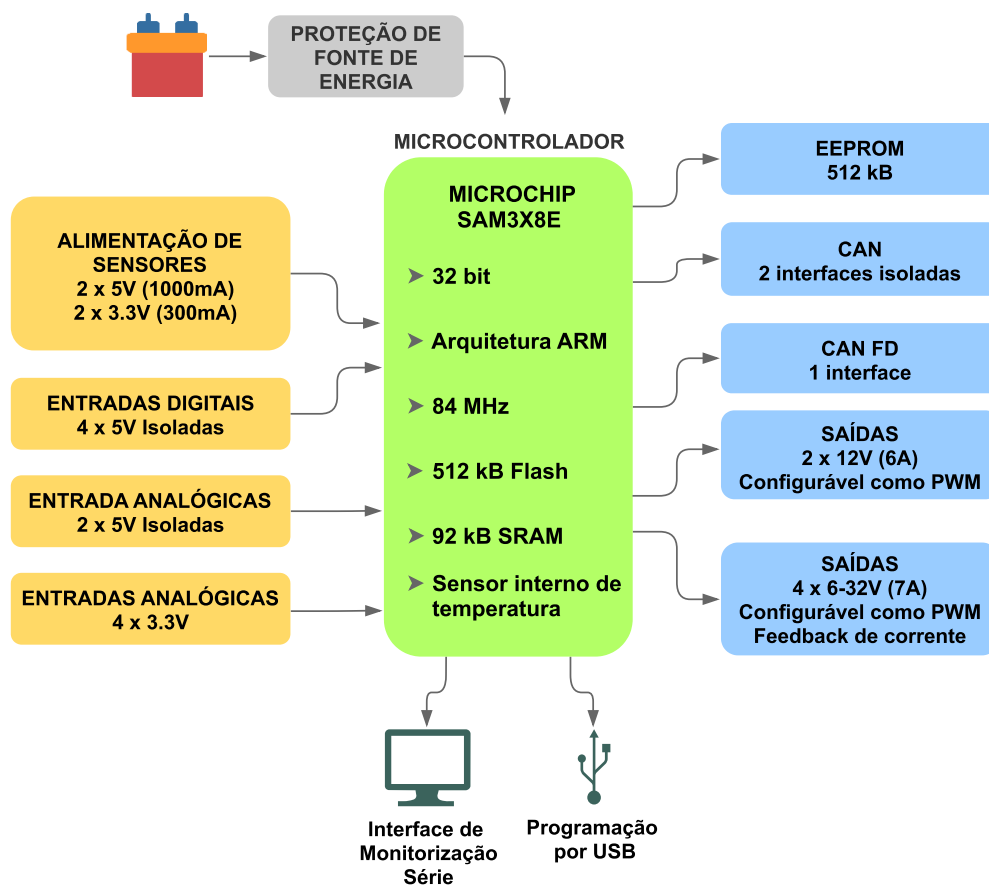 PROTEÇÃO DE
FONTE DE
ENERGIA
MICROCONTROLADOR
MICROCHIP
SAM3X8E
32 bit
Arquitetura ARM
84 MHz
512 kB Flash
92 kB SRAM
Sensor interno de
temperatura
ALIMENTAÇÃO DE
SENSORES
2 x 5V (1000mA)
2 x 3.3V (300mA)
ENTRADAS DIGITAIS
4 x 5V Isoladas
ENTRADA ANALÓGICAS
2 x 5V Isoladas
ENTRADAS ANALÓGICAS
4 x 3.3V
EEPROM
512 kB
CAN
2 interfaces isoladas
CAN FD
1 interface
SAÍDAS
2 x 12V (6A)
Configurável como PWM
SAÍDAS
4 x 6-32V (7A)
Configurável como PWM
Feedback de corrente
Interface de
Monitorização
Série
Programação
por USB